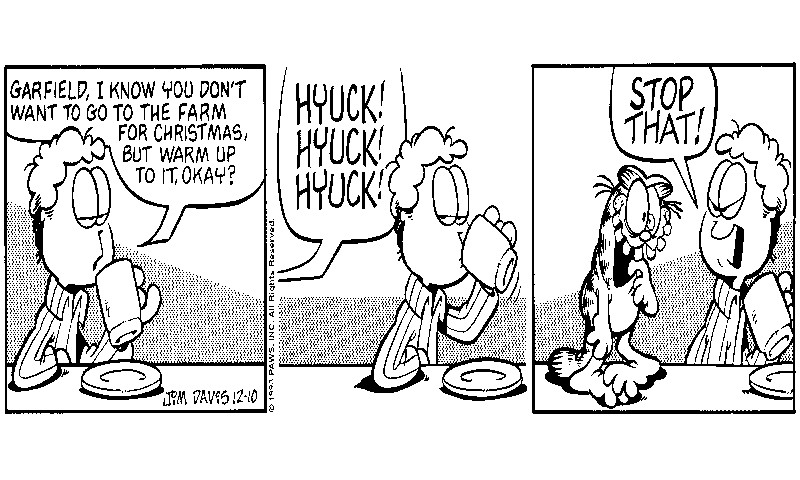 GARFIELD, I KNOW YOU DON'T
WANT TO GO TO THE FARM
FOR CHRISTMAS,
BUT WARM UP
TO IT, OKAY?
JIM DAVIS 12-10
© 1993 PAWS, INC. All Rights Reserved.
HYUCK!
HYUCK!
HYUCK!
STOP
THAT!